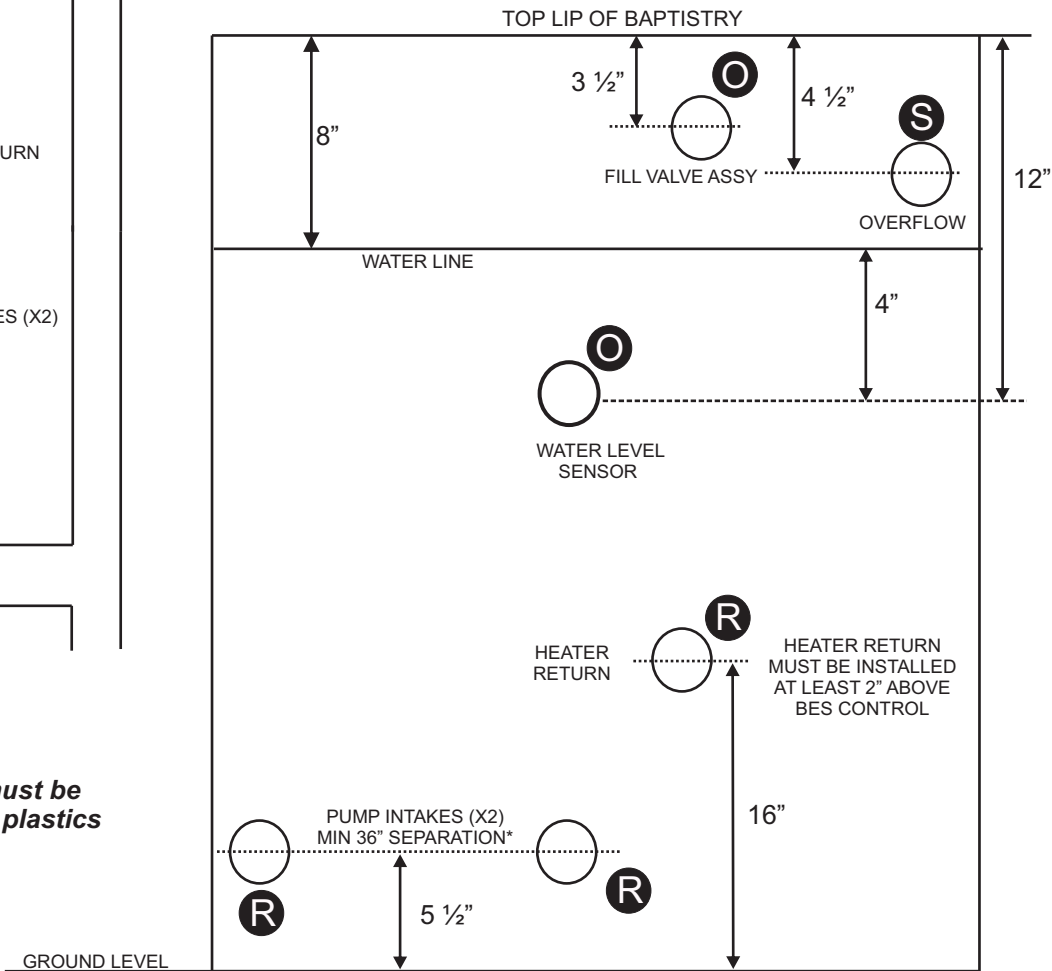 TOP LIP OF BAPTISTRY
3 ½”
O
4 ½”
S
8”
12”
FILL VALVE ASSY
OVERFLOW
WATER LINE
4”
O
WATER LEVEL
SENSOR
R
HEATER
RETURN
HEATER RETURN
MUST BE INSTALLED
AT LEAST 2” ABOVE
BES CONTROL
16”
PUMP INTAKES (X2)
MIN 36” SEPARATION*
R
R
5 ½”
GROUND LEVEL
URN
ES (X2)
must be
plastics